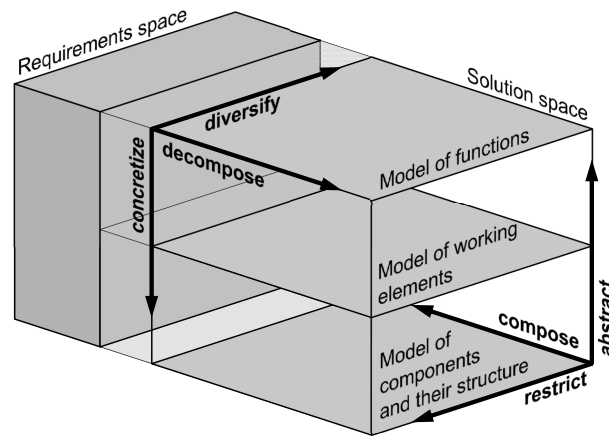 Requirements space
Solution space
diversify
decompose
concretize
Model of functions
Model of working
elements
compose
abstract
Model of
components
and their structure
restrict